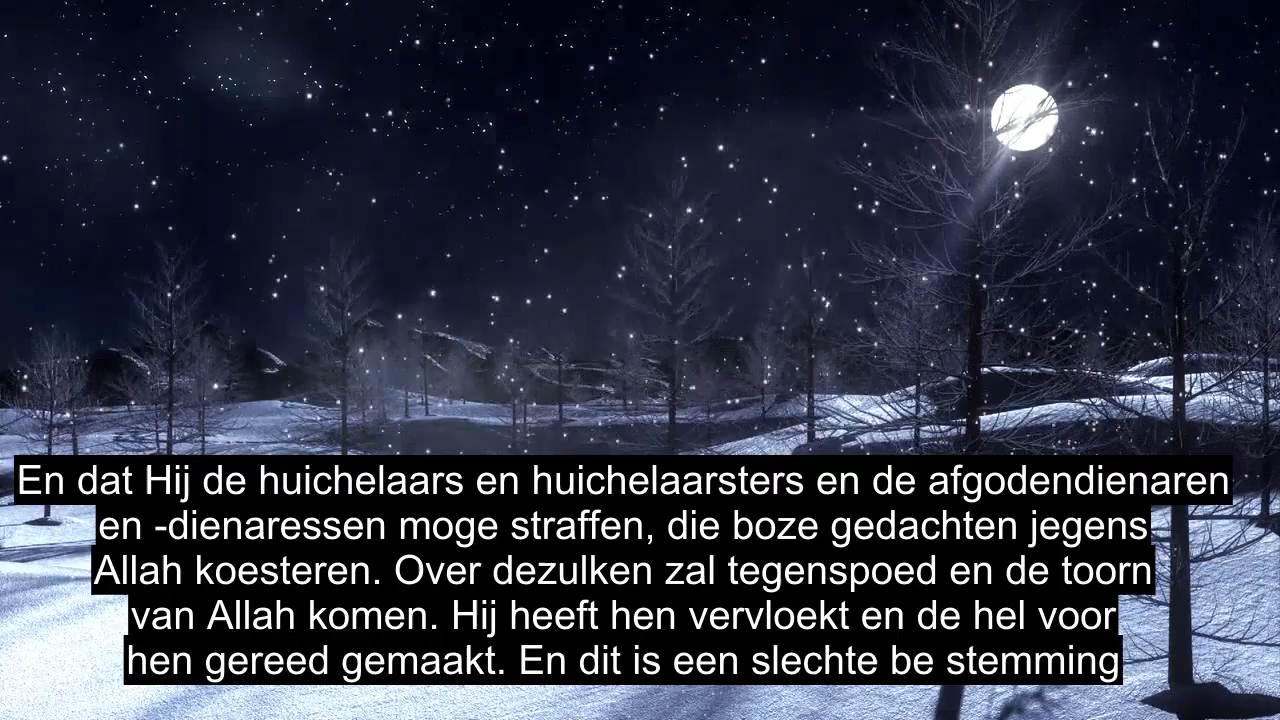 En dat Hij de huichelaars en huichelaarsters en de afgodendienaren
en -dienaressen moge straffen, die boze gedachten jegens
Allah koesteren. Over dezulken zal tegenspoed en de toorn
van Allah komen. Hij heeft hen vervloekt en de hel voor
hen gereed gemaakt. En dit is een slechte be stemming